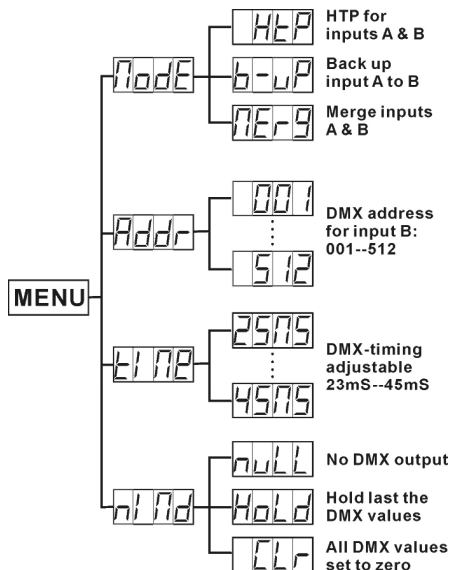 MENU
ModE
HtP
HTP for
inputs A & B
b-uP
Back up
input A to B
MErg
Merge inputs
A & B
Addr
001
512
DMX address
for input B:
001--512
tIME
25MS
45MS
DMX-timing
adjustable
23mS--45mS
nIMd
nuLL
No DMX output
HoLd
Hold last the
DMX values
CLr
All DMX values
set to zero